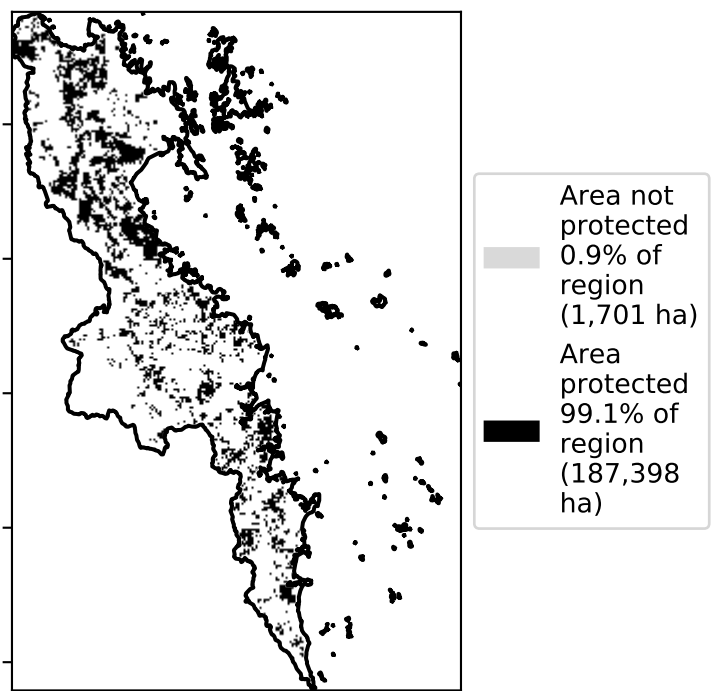 Area not
protected
0.9% of
region
(1,701 ha)
Area
protected
99.1% of
region
(187,398
ha)